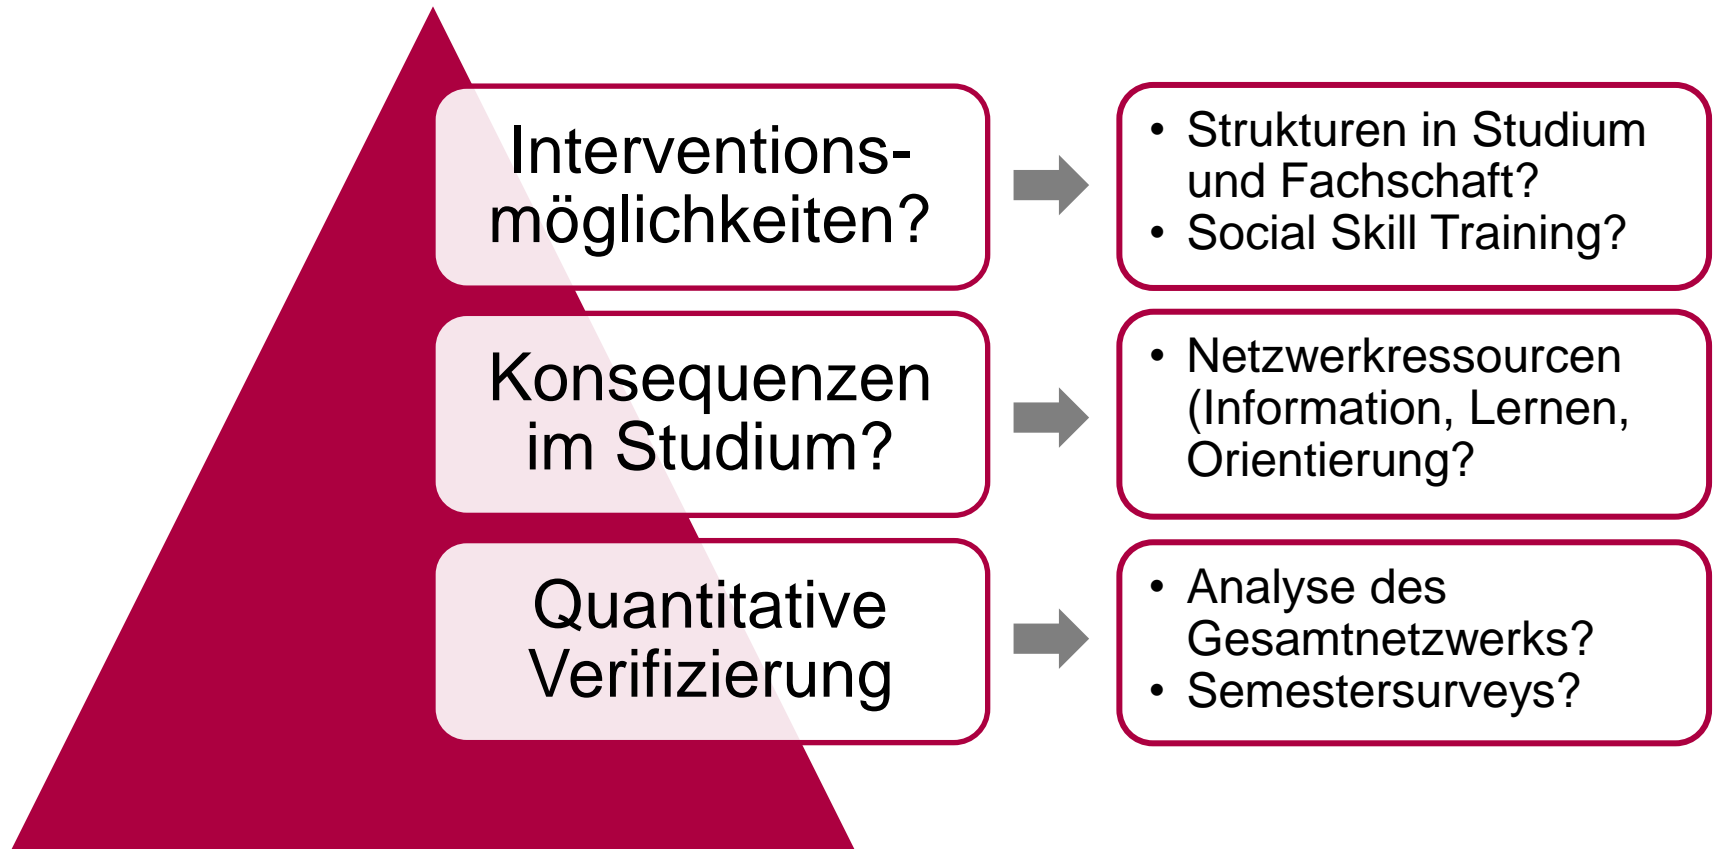 Interventions-
möglichkeiten?
• Strukturen in Studium
und Fachschaft?
• Social Skill Training?
Konsequenzen
im Studium?
• Netzwerkressourcen
(Information, Lernen,
Orientierung?
Quantitative
Verifizierung
• Analyse des
Gesamtnetzwerks?
• Semestersurveys?